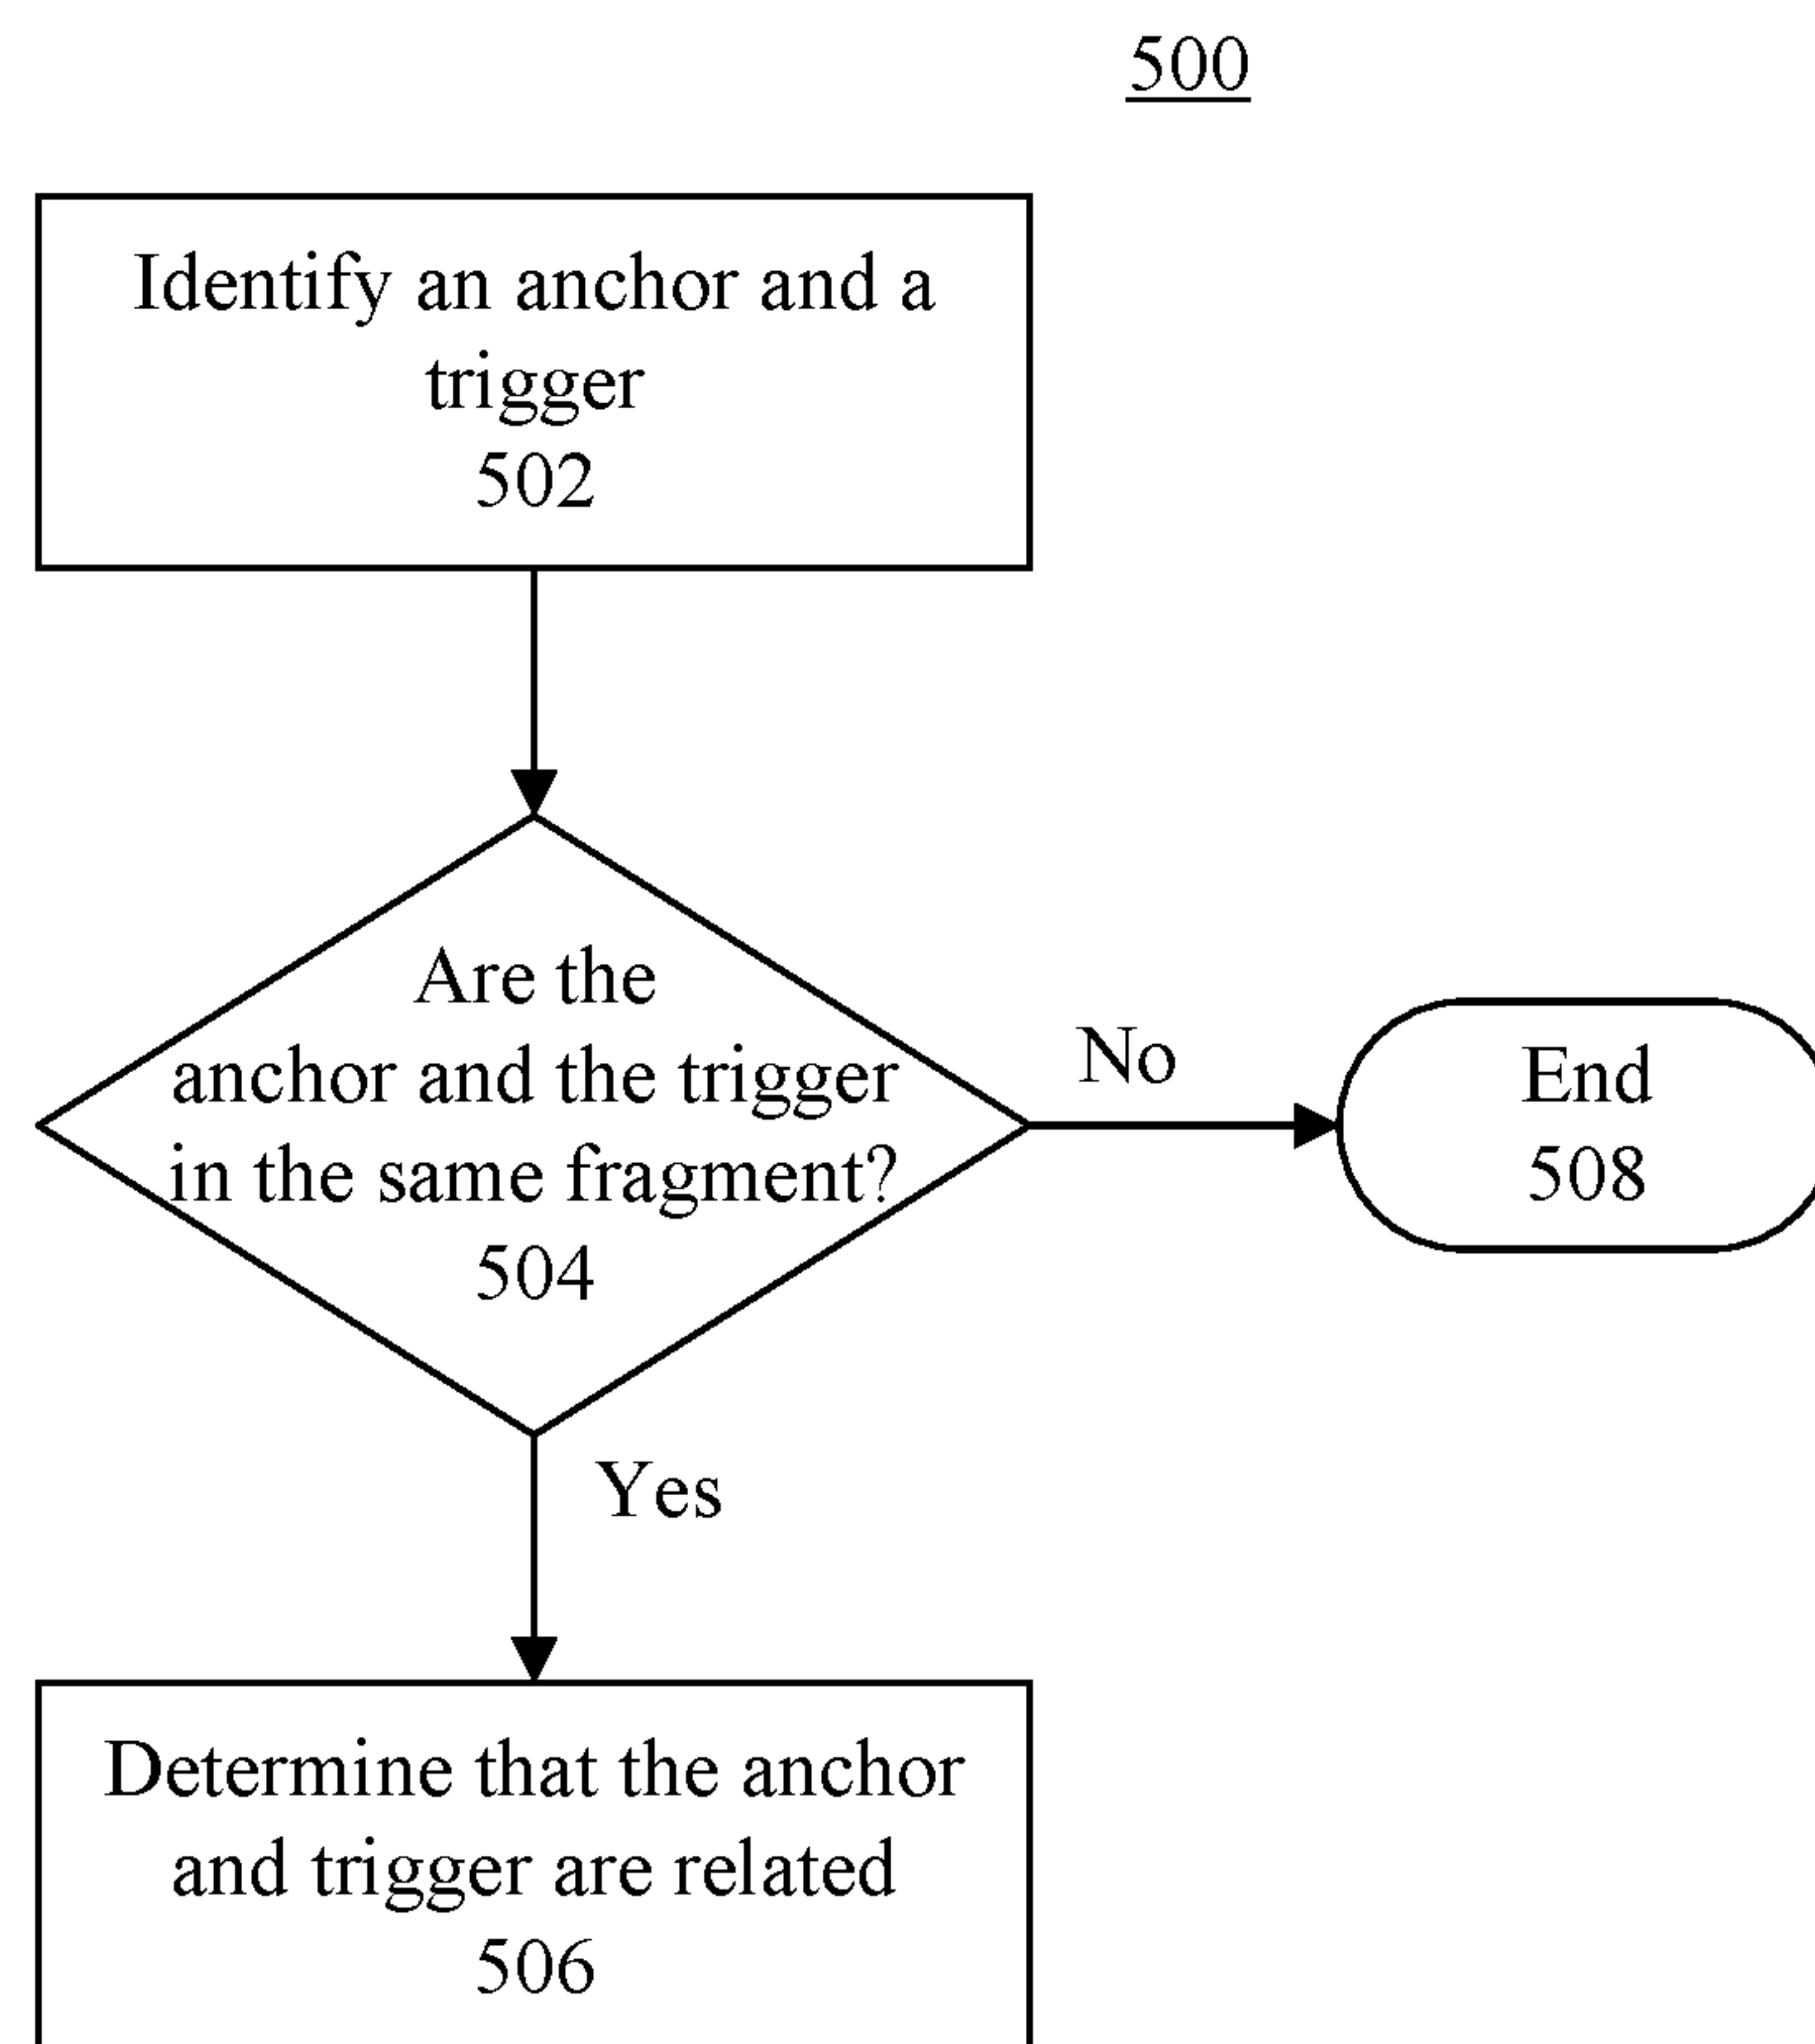 500
Identify an anchor and a
trigger
502
Are the
anchor and the trigger
in the same fragment?
504
No
End
508
Yes
Determine that the anchor
and trigger are related
506